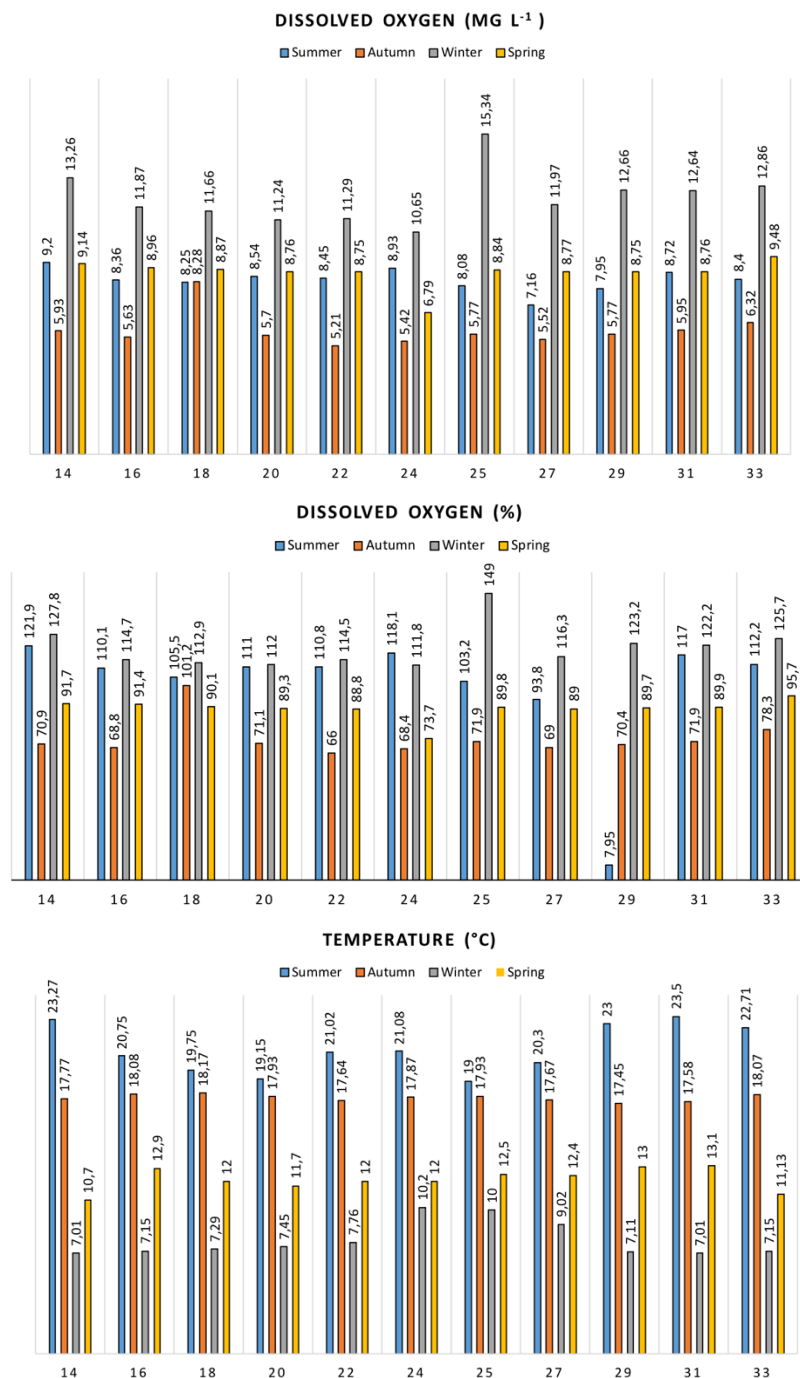 DISSOLVED OXYGEN (MG L-1 )
Summer Autumn Winter Spring
9,2 5,93 13,26 9,14 8,36 5,63 11,87 8,96 8,25 8,28 11,66 8,87 8,54 5,7 11,24 8,76 8,45 5,21 11,29 8,75 8,93 5,42 10,65 6,79 8,08 5,77 15,34 8,84 7,16 5,52 11,97 8,77 7,95 5,77 12,66 8,75 8,72 5,95 12,64 8,76 8,4 6,32 12,86 9,48
14 16 18 20 22 24 25 27 29 31 33
DISSOLVED OXYGEN (%)
Summer Autumn Winter Spring
121,9 70,9 127,8 91,7 110,1 68,8 114,7 91,4 105,5 101,2 112,9 90,1 111 71,1 112 89,3 110,8 66 114,5 88,8 118,1 68,4 111,8 73,7 103,2 71,9 149 89,8 93,8 69 116,3 89 7,95 70,4 123,2 89,7 117 71,9 122,2 89,9 112,2 78,3 125,7 95,7
14 16 18 20 22 24 25 27 29 31 33
TEMPERATURE (°C)
Summer Autumn Winter Spring
23,27 17,77 7,01 10,7 20,75 18,08 7,15 12,9 19,75 18,17 7,29 12 19,15 17,93 7,45 11,7 21,02 17,64 7,76 12 21,08 17,87 10,2 12 19 17,93 10 12,5 20,3 17,67 9,02 12,4 23 17,45 7,11 13 23,5 17,58 7,01 13,1 22,71 18,07 7,15 11,13
14 16 18 20 22 24 25 27 29 31 33